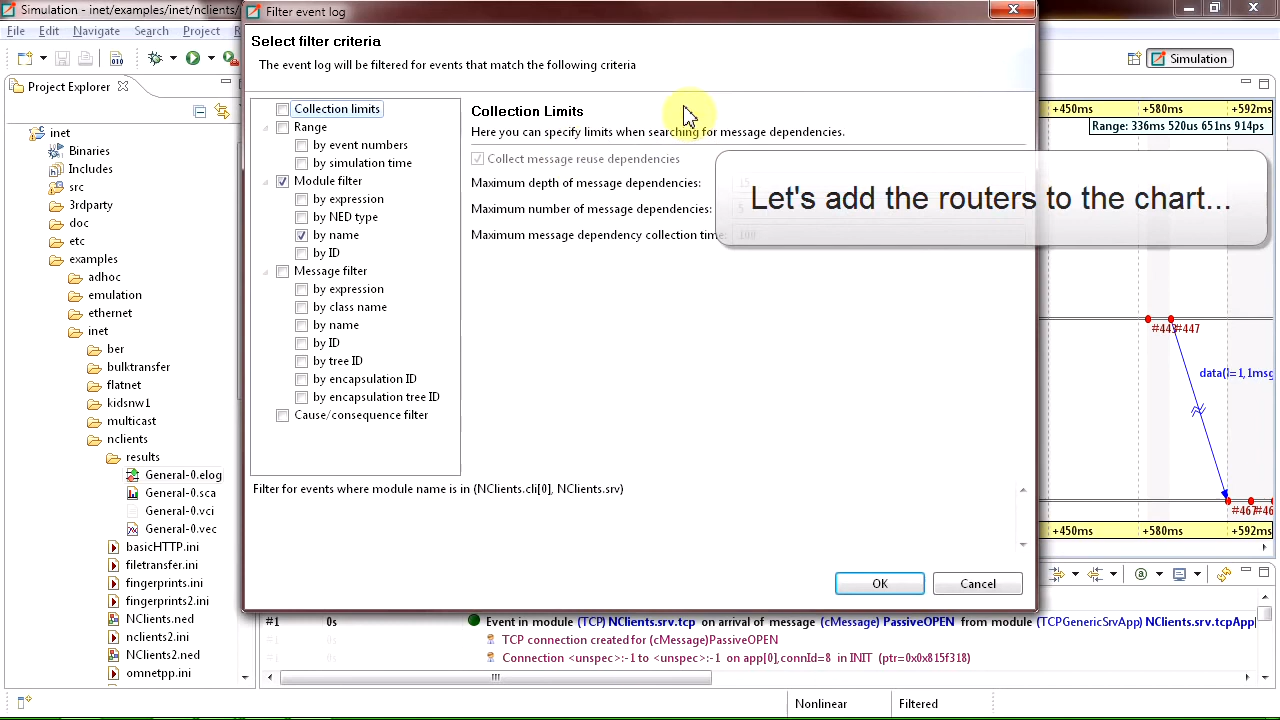 Simulation - inet/examples/inet/nclients/
Filter event log
File Edit Navigate Search Project
Select filter criteria
The event log will be filtered for events that match the following criteria
Simulation
Project Explorer
inet
Binaries
Includes
src
3rdparty
doc
etc
examples
adhoc
emulation
ethernet
inet
ber
bulktransfer
flatnet
kidsnw1
multicast
nclients
results
General-0.elog
General-0.sca
General-0.vci
General-0.vec
basicHTTP.ini
filetransfer.ini
fingerprints.ini
fingerprints2.ini
NClients.ned
nclients2.ini
NClients2.ned
omnetpp.ini
Collection limits
Range
by event numbers
by simulation time
Module filter
by expression
by NED type
by name
by ID
Message filter
by expression
by class name
by name
by ID
by tree ID
by encapsulation ID
by encapsulation tree ID
Cause/consequence filter
Collection Limits
Here you can specify limits when searching for message dependencies.
Collect message reuse dependencies
Maximum depth of message dependencies:
15
Maximum number of message dependencies:
5
Maximum message dependency collection time:
100
Let's add the routers to the chart...
Filter for events where module name is in (NClients.cli[0], NClients.srv)
OK
Cancel
+450ms +580ms +592ms
Range: 336ms 520us 651ns 914ps
#447
data(l=1,1msg
#467
+450ms +580ms +592ms
#1 0s Event in module (TCP) NClients.srv.tcp on arrival of message (cMessage) PassiveOPEN from module (TCPGenericSrvApp) NClients.srv.tcpApp
#1 0s TCP connection created for (cMessage)PassiveOPEN
#1 0s Connection <unspec>:-1 to <unspec>:-1 on app[0],connId=8 in INIT (ptr=0x0x815f318)
Nonlinear
Filtered